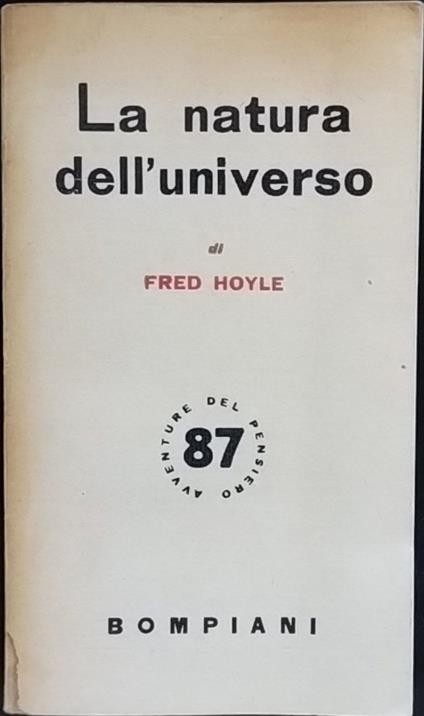 La natura
dell'universo
di
FRED HOYLE
AVVENTURE DEL PENSIERO
87
BOMPIANI